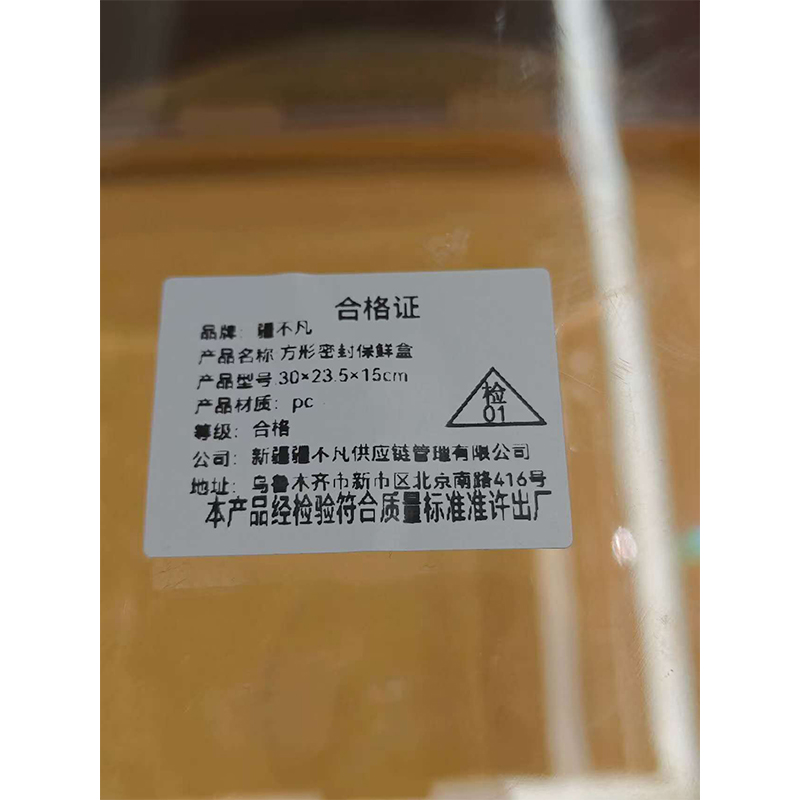 合格证
品牌: 疆不凡
产品名称 方形密封保鲜盒
产品型号 30×23.5×15cm
产品材质: pc
等级: 合格
检
01
公司: 新疆疆不凡供应链管理有限公司
地址: 乌鲁木齐市新市区北京南路416号
本产品经检验符合质量标准准许出厂